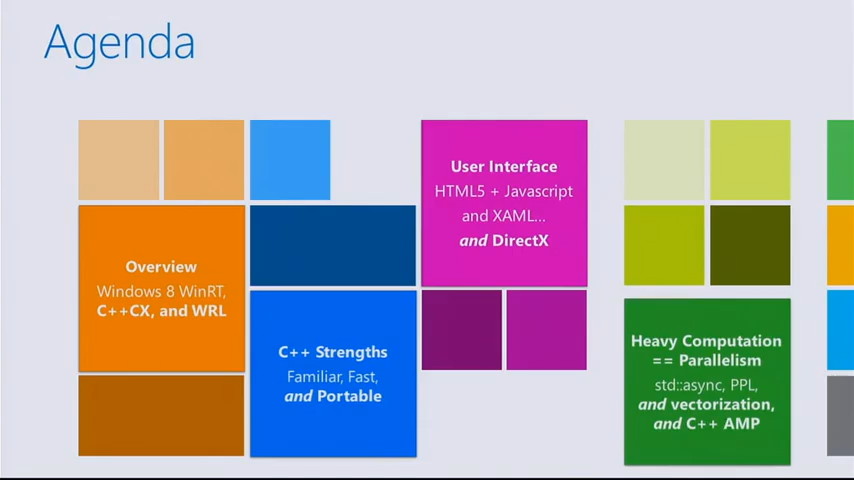 Agenda
Overview
Windows 8 WinRT,
C++CX, and WRL
C++ Strengths
Familiar, Fast,
and Portable
User Interface
HTML5 + Javascript
and XAML...
and DirectX
Heavy Computation
== Parallelism
std::async, PPL,
and vectorization,
and C++ AMP